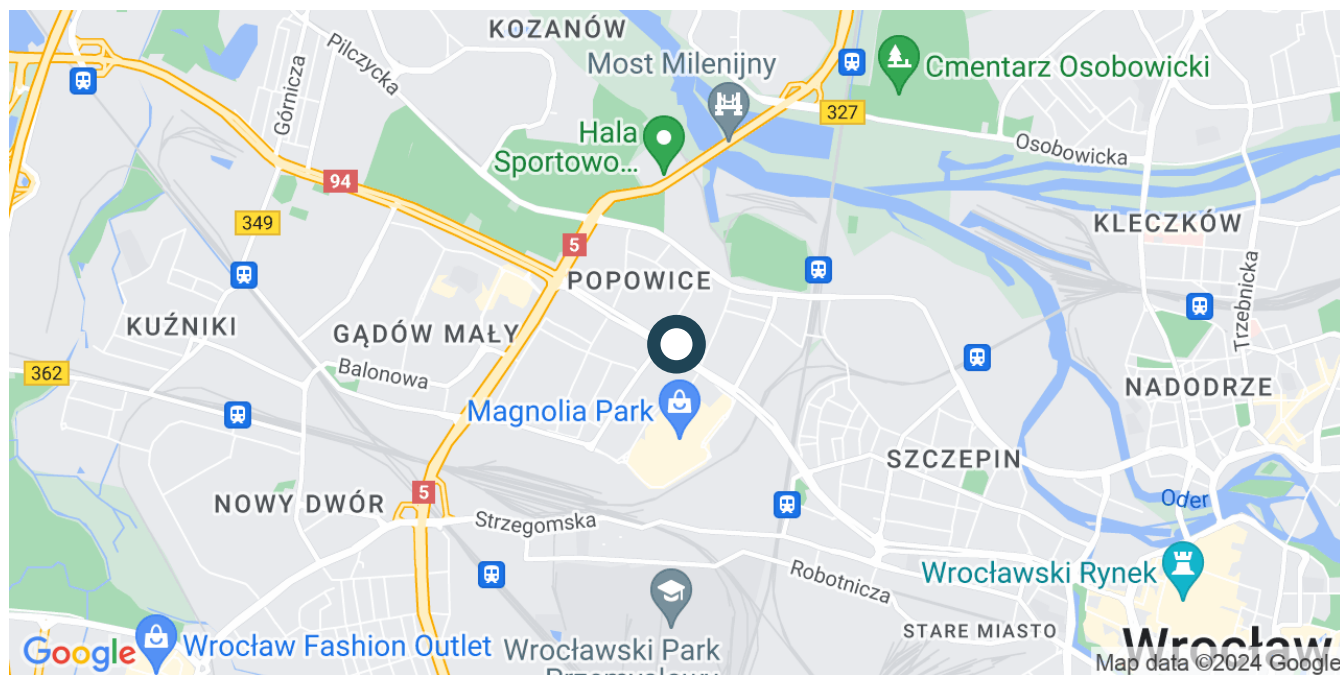 KOZANÓW
Pilczycka
Górnicza
Most Milenijny
Cmentarz Osobowicki
327
Hala
Sportowo...
Osobowicka
94
349
5
KLECZKÓW
POPOWICE
Trzebnicka
KUŹNIKI
GĄDÓW MAŁY
362
Balonowa
NADODRZE
Magnolia Park
SZCZEPIN
5
NOWY DWÓR
Strzegomska
Oder
Robotnicza
Wrocławski Rynek
STARE MIASTO
Wrocław
Google
Wrocław Fashion Outlet
Wrocławski Park
Przemysłowy
Map data ©2024 Google